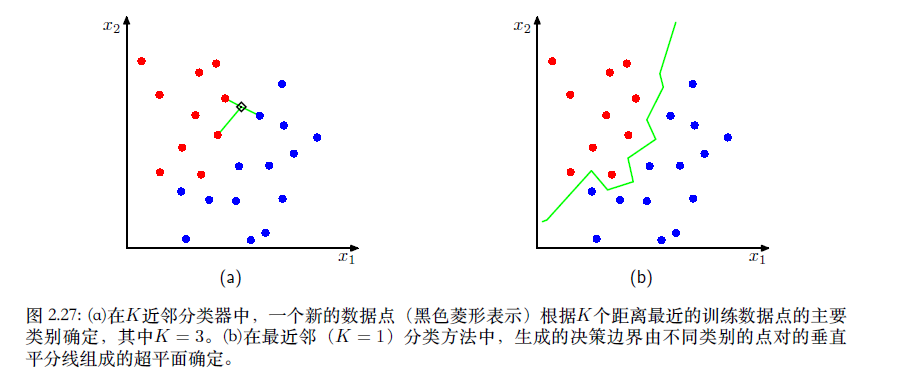 x₂
x₂
x₁
x₁
(a)
(b)
图 2.27: (a)在K近邻分类器中，一个新的数据点（黑色菱形表示）根据K个距离最近的训练数据点的主要
类别确定，其中K = 3。(b)在最近邻（K = 1）分类方法中，生成的决策边界由不同类别的点对的垂直
平分线组成的超平面确定。